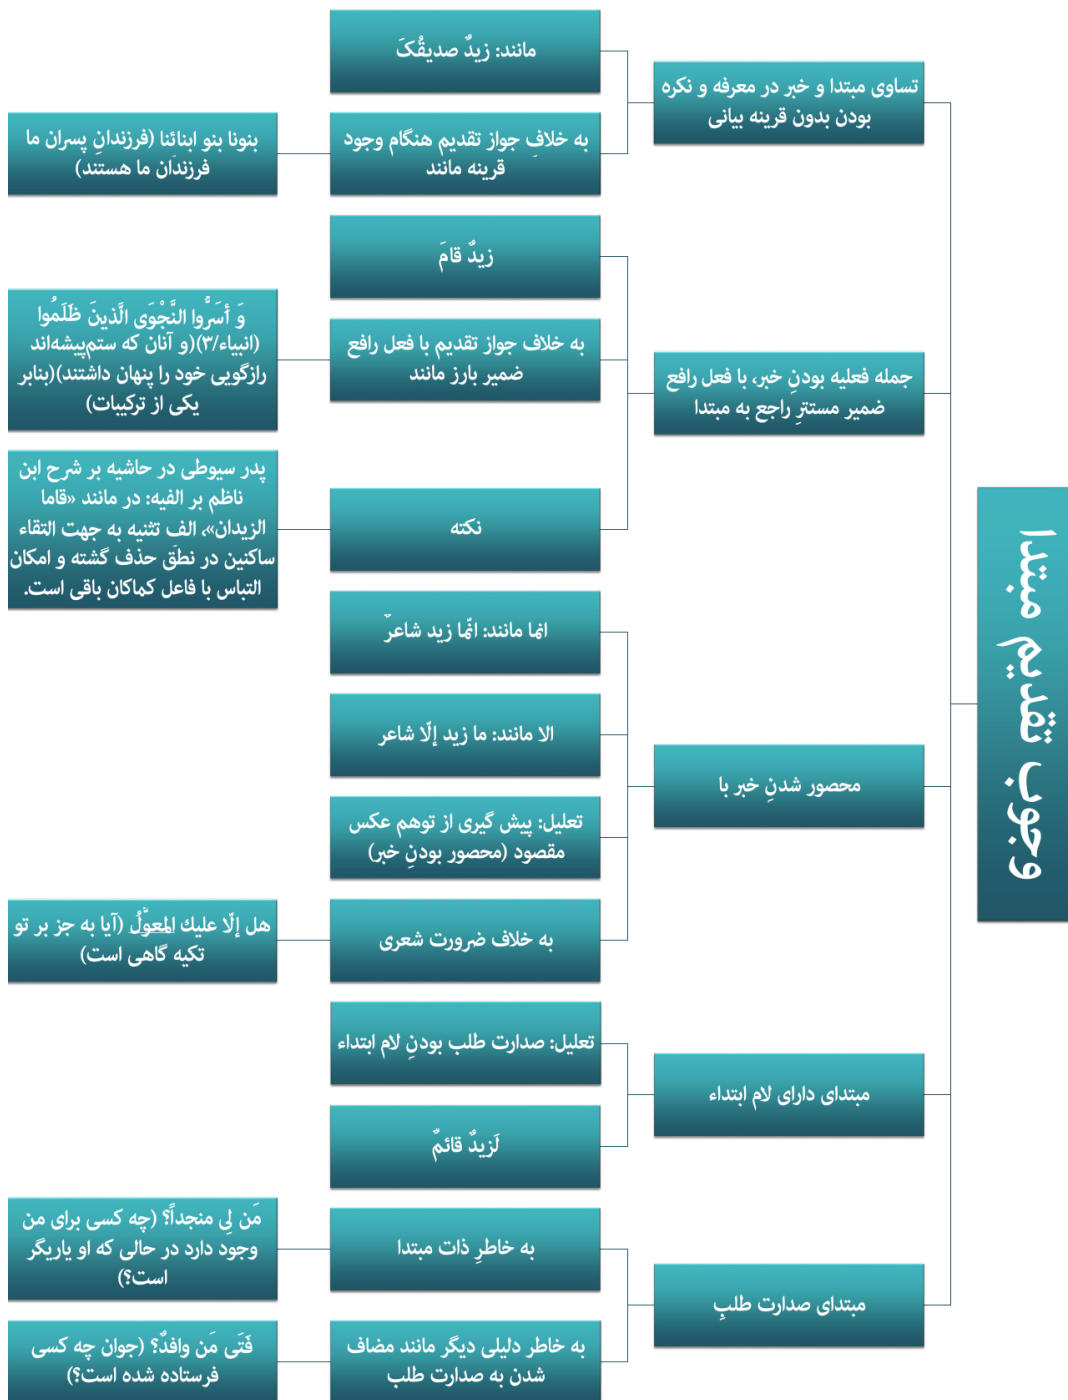 وجوب تقدیم مبتدا
تساوی مبتدا و خبر در معرفه و نکره
بودن بدون قرینه بیانی
مانند: زیدٌ صدیقُکَ
به خلافِ جواز تقدیم هنگام وجود
قرینه مانند
بنونا بنو ابنائنا (فرزندانِ پسران ما
فرزندان ما هستند)
جمله فعلیه بودنِ خبر، با فعل رافع
ضمیر مستترِ راجع به مبتدا
زیدٌ قامَ
به خلاف جواز تقدیم با فعل رافع
ضمیر بارز مانند
وَ أَسَرُّوا النَّجْوَى الَّذينَ ظَلَمُوا
(انبیاء/۳)(و آنان که ستم‌پیشه‌اند
رازگویی خود را پنهان داشتند)(بنابر
یکی از ترکیبات)
نکته
پدر سیوطی در حاشیه بر شرح ابن
ناظم بر الفیه: در مانند «قاما
الزیدان»، الف تثنیه به جهت التقاء
ساکنین در نطق حذف گشته و امکان
التباس با فاعل کماکان باقی است.
محصور شدنِ خبر با
انما مانند: انّما زید شاعرٌ
الا مانند: ما زید إلّا شاعر
تعلیل: پیش گیری از توهم عکس
مقصود (محصور بودنِ خبر)
به خلاف ضرورت شعری
هل إلّا عليك المعوّلُ (آیا به جز بر تو
تکیه گاهی است)
مبتدای دارای لام ابتداء
تعلیل: صدارت طلب بودنِ لام ابتداء
لَزیدٌ قائمٌ
مبتدای صدارت طلبِ
به خاطرِ ذات مبتدا
مَن لِی منجداً؟ (چه کسی برای من
وجود دارد در حالی که او یاریگر
است؟)
به خاطر دلیلی دیگر مانند مضاف
شدن به صدارت طلب
فَتَی مَن وافدٌ؟ (جوان چه کسی
فرستاده شده است؟)